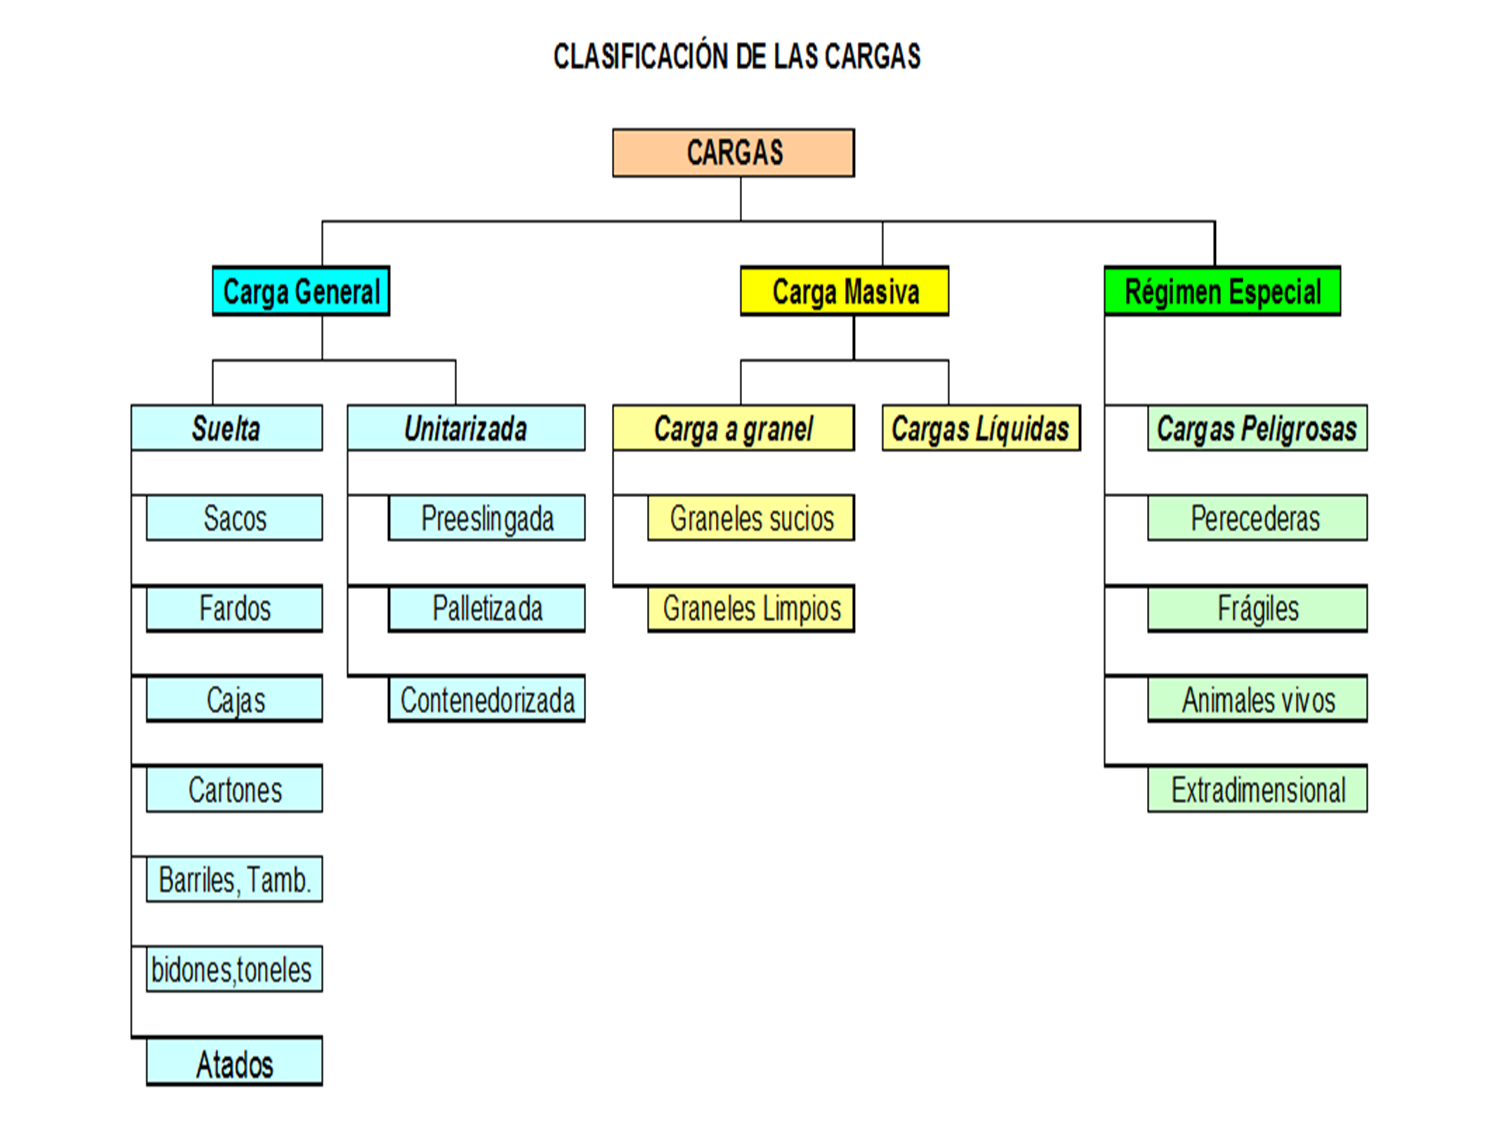 CLASIFICACIÓN DE LAS CARGAS
CARGAS
Carga General
Carga Masiva
Régimen Especial
Suelta
Unitarizada
Carga a granel
Cargas Líquidas
Cargas Peligrosas
Sacos
Preeslingada
Graneles sucios
Perecederas
Fardos
Palletizada
Graneles Limpios
Frágiles
Cajas
Contenedorizada
Animales vivos
Cartones
Extradimensional
Barriles, Tamb.
bidones,toneles
Atados